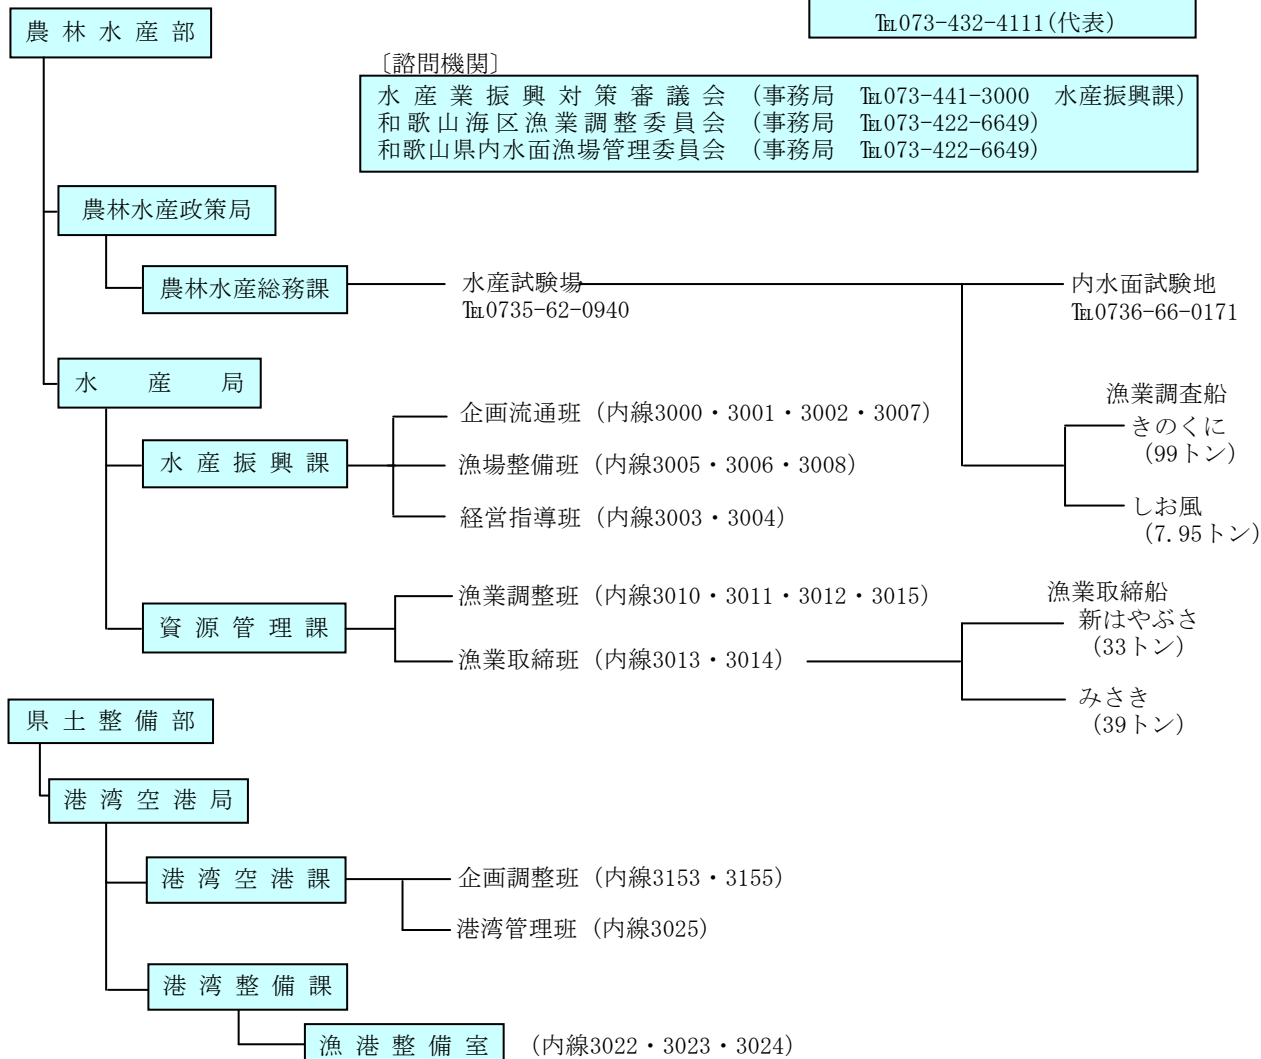 ℡073-432-4111(代表)
農林水産部
〔諮問機関〕
水産業振興対策審議会 (事務局 ℡073-441-3000 水産振興課)
和歌山海区漁業調整委員会 (事務局 ℡073-422-6649)
和歌山県内水面漁場管理委員会 (事務局 ℡073-422-6649)
農林水産政策局
農林水産総務課
水産試験場
℡0735-62-0940
内水面試験地
℡0736-66-0171
水産局
漁業調査船
きのくに
(99トン)
しお風
(7.95トン)
水産振興課
企画流通班 (内線3000・3001・3002・3007)
漁場整備班 (内線3005・3006・3008)
経営指導班 (内線3003・3004)
資源管理課
漁業調整班 (内線3010・3011・3012・3015)
漁業取締班 (内線3013・3014)
漁業取締船
新はやぶさ
(33トン)
みさき
(39トン)
県土整備部
港湾空港局
港湾空港課
企画調整班 (内線3153・3155)
港湾管理班 (内線3025)
港湾整備課
漁港整備室 (内線3022・3023・3024)